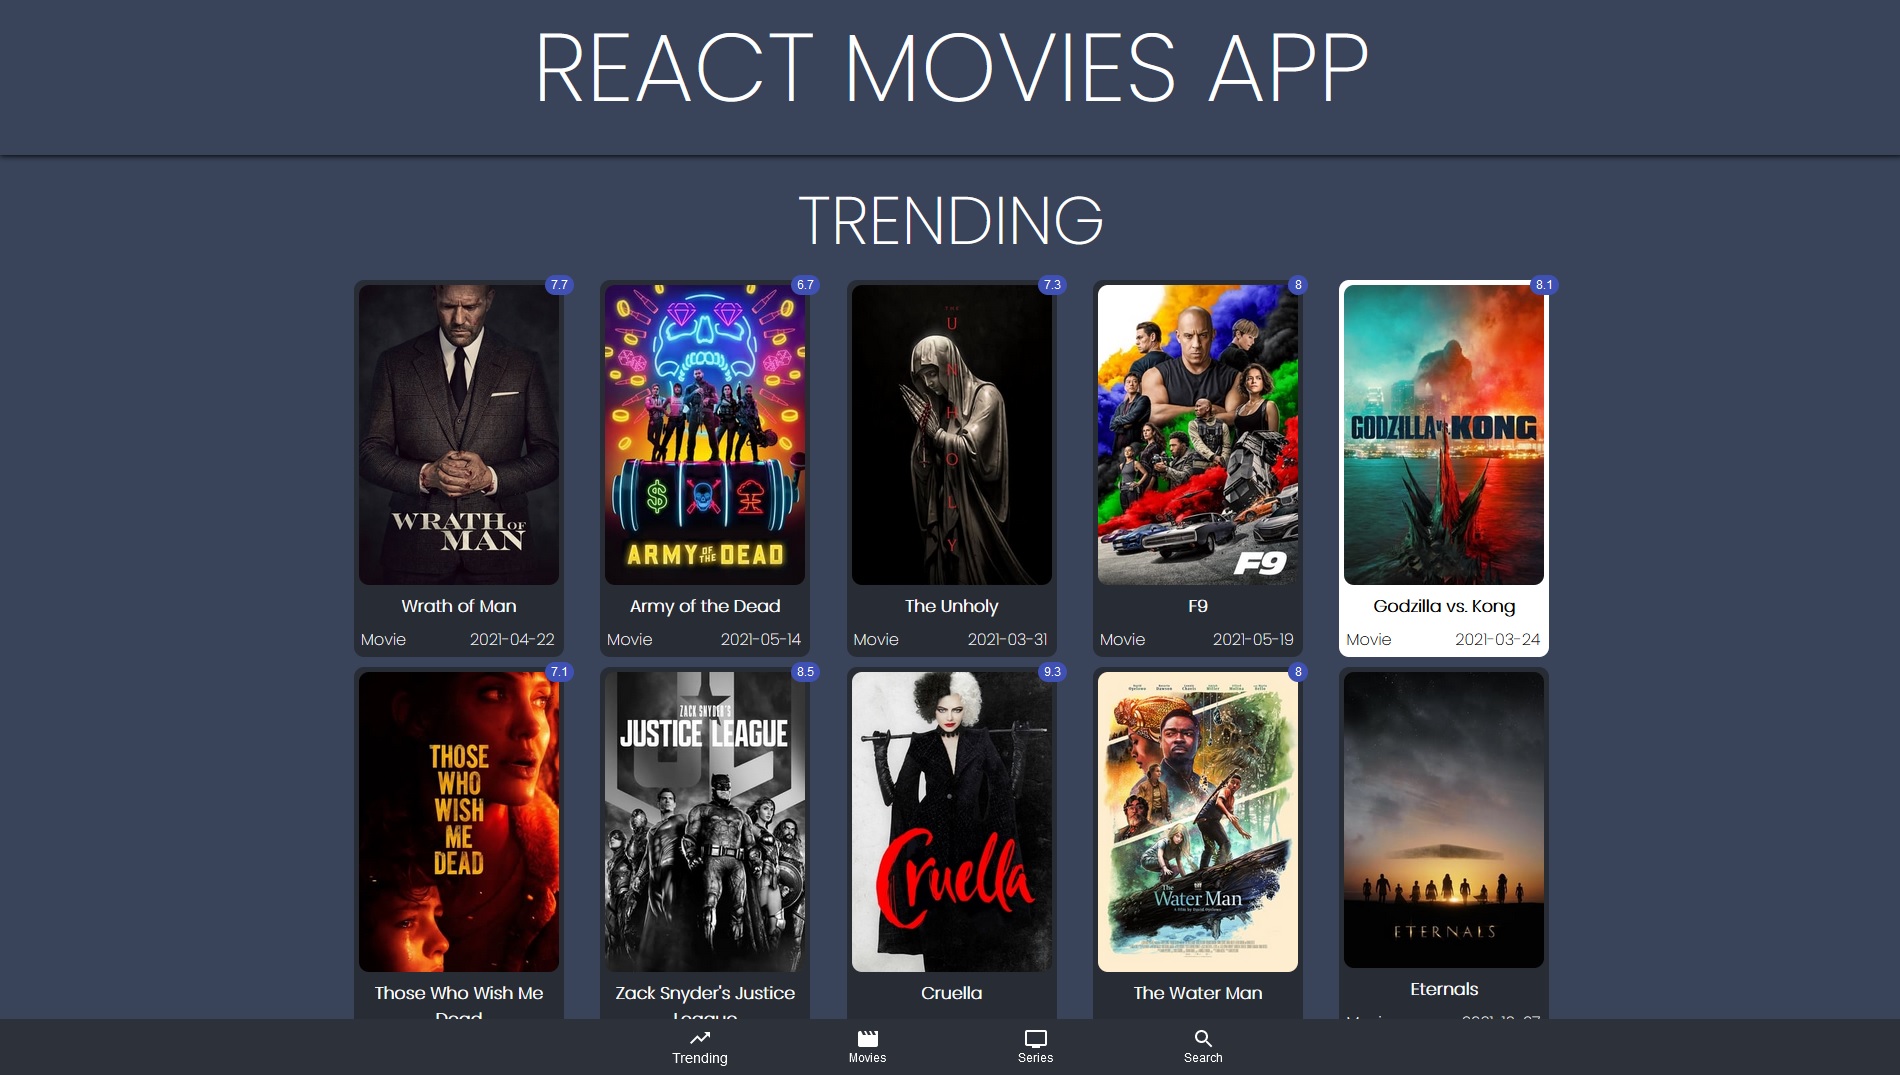 REACT MOVIES APP
TRENDING
7.7
6.7
7.3
8
8.1
WRATH OF
MAN
ARMY OF THE DEAD
THE
U
N
H
O
L
Y
F9
GODZILLA VS. KONG
Wrath of Man
Army of the Dead
The Unholy
F9
Godzilla vs. Kong
Movie 2021-04-22
Movie 2021-05-14
Movie 2021-03-31
Movie 2021-05-19
Movie 2021-03-24
7.1
8.5
9.3
8
THOSE
WHO
WISH
ME
DEAD
ZACK SNYDER'S
JUSTICE LEAGUE
Cruella
The
Water Man
ETERNALS
Those Who Wish Me
Dead
Zack Snyder's Justice
League
Cruella
The Water Man
Eternals
Trending
Movies
Series
Search